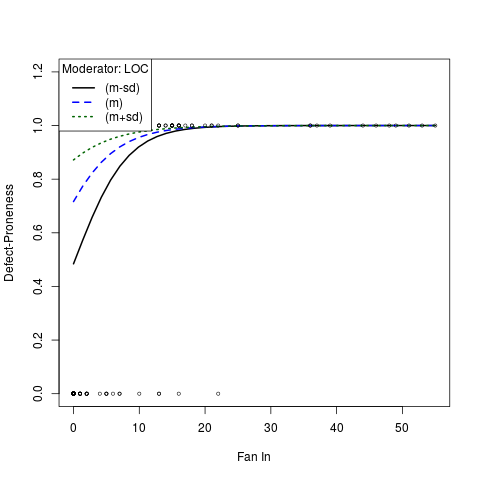 Moderator: LOC
(m-sd)
(m)
(m+sd)
Defect-Proneness
0.0 0.2 0.4 0.6 0.8 1.0 1.2
0 10 20 30 40 50
Fan In